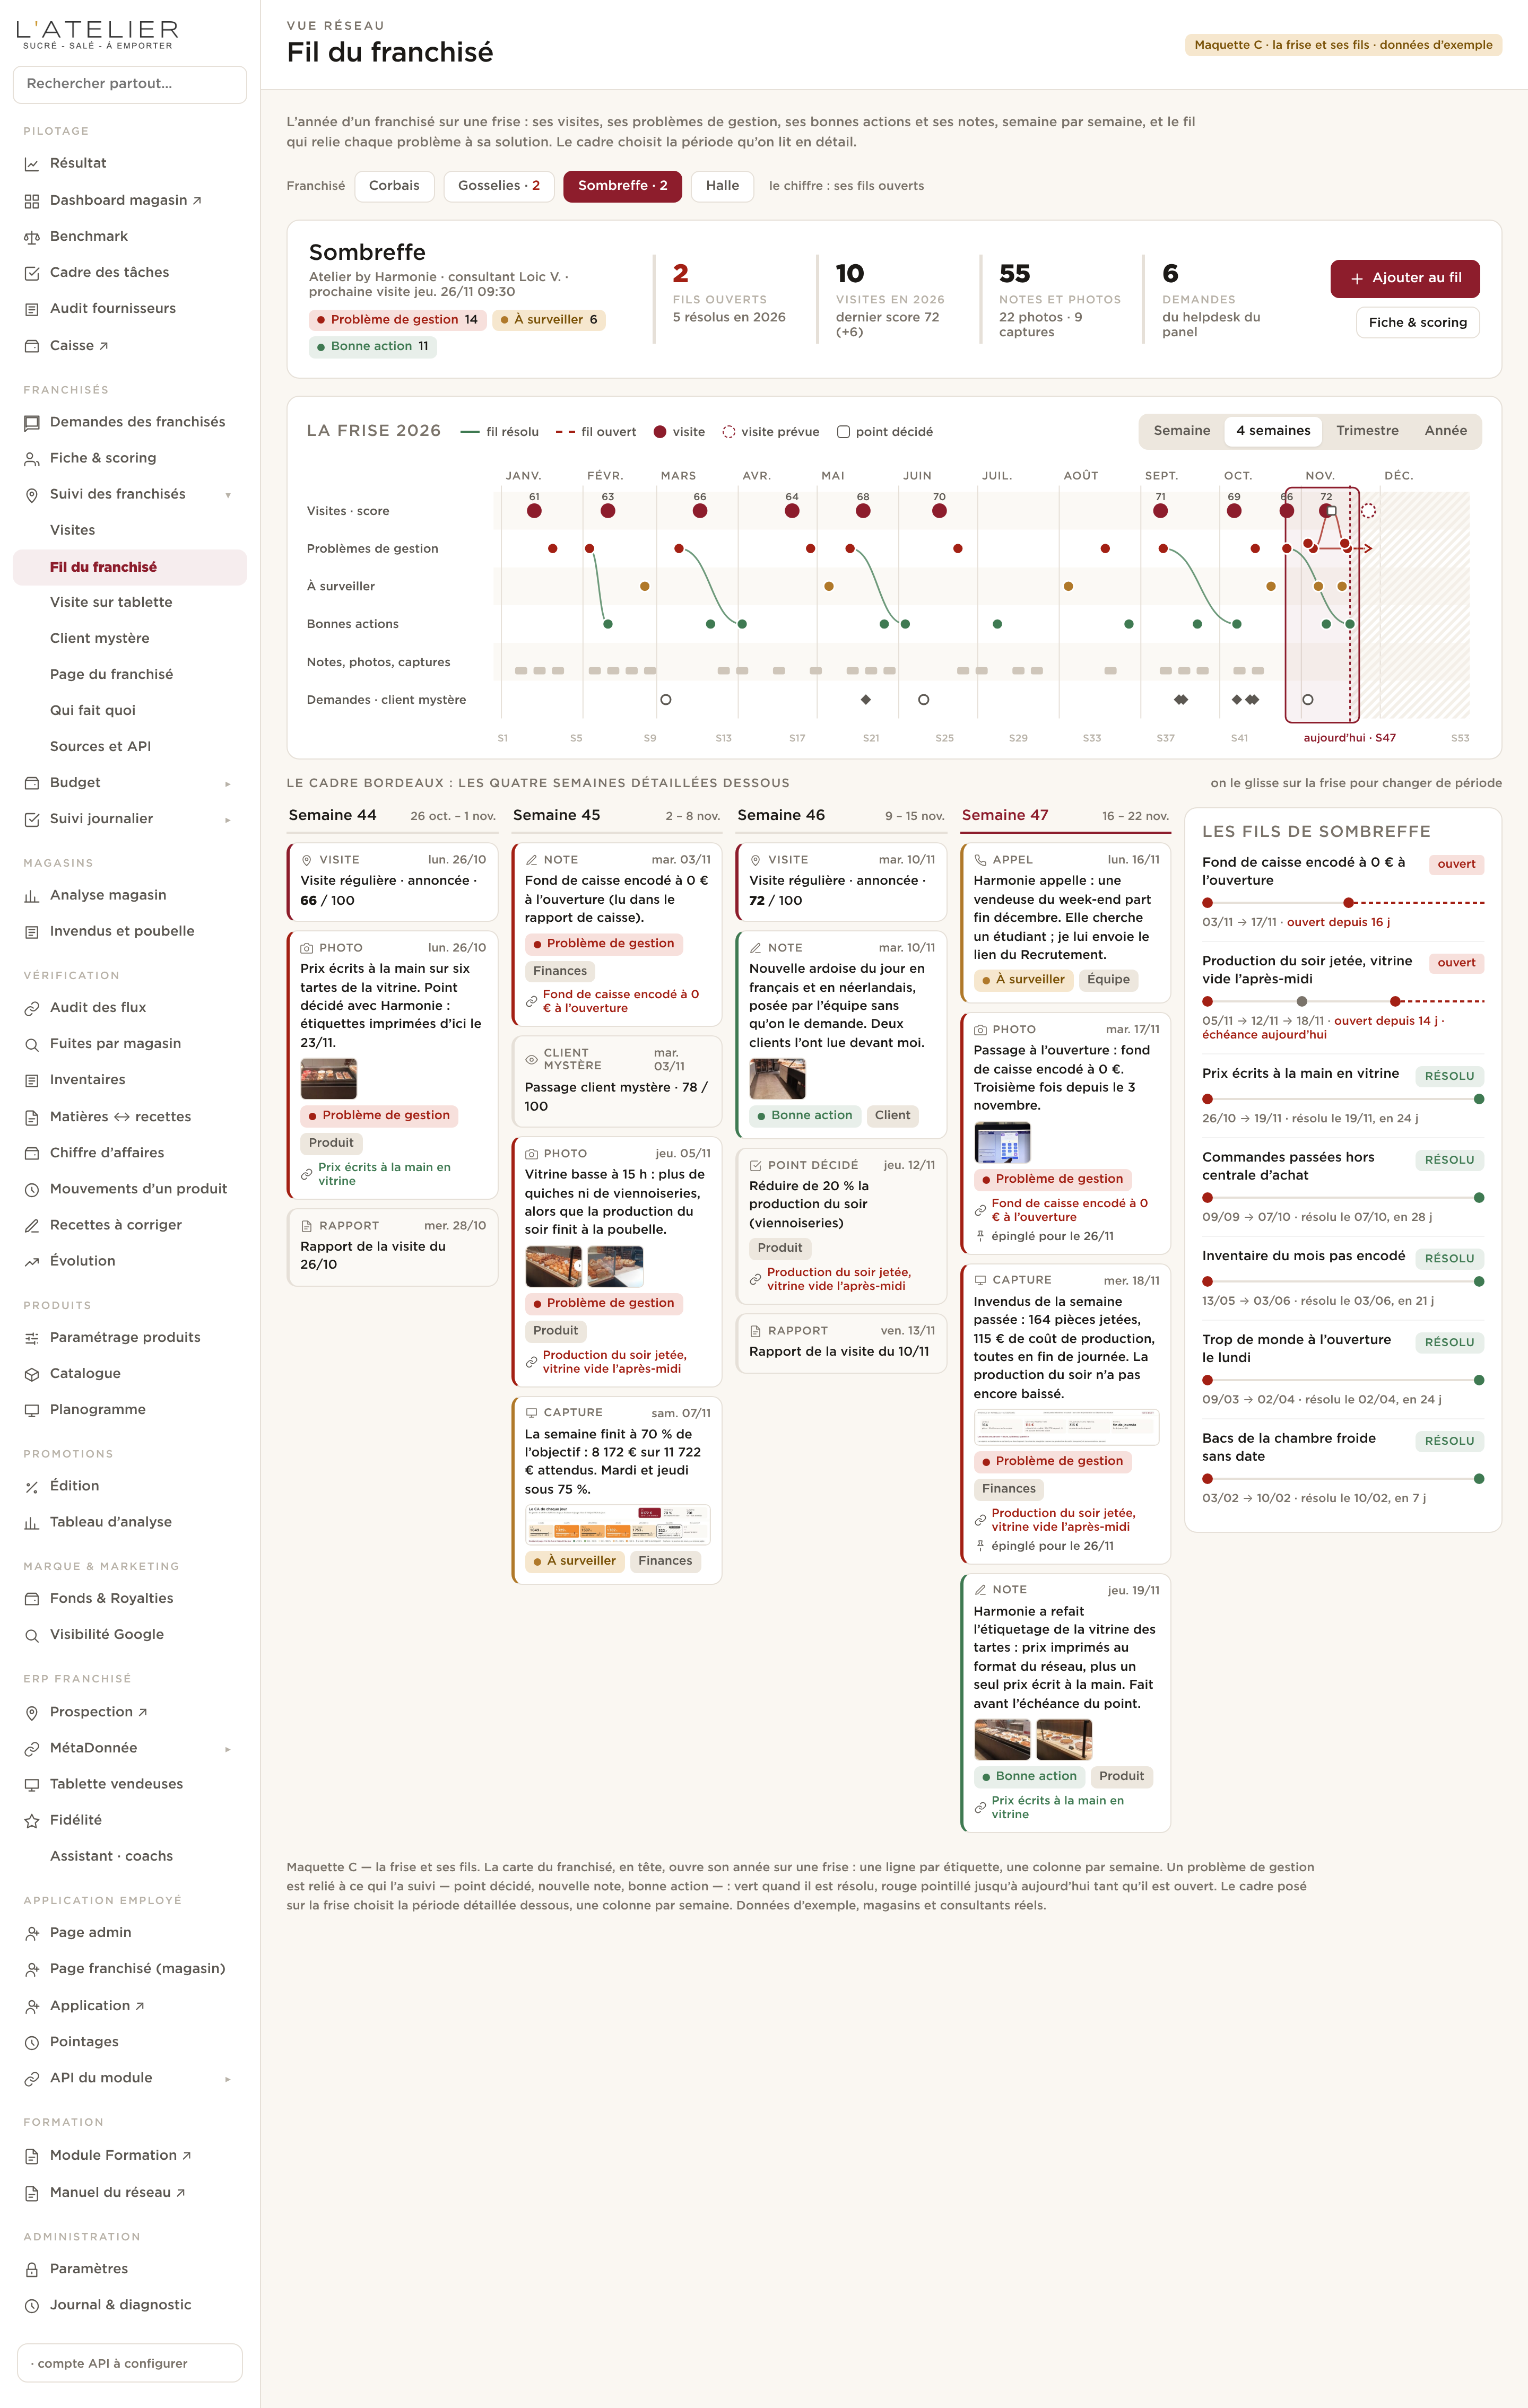 L'ATELIER
SUCRÉ - SALÉ - À EMPORTER
Rechercher partout...
PILOTAGE
Résultat
Dashboard magasin ↗
Benchmark
Cadre des tâches
Audit fournisseurs
Caisse ↗
FRANCHISÉS
Demandes des franchisés
Fiche & scoring
Suivi des franchisés ▾
Visites
Fil du franchisé
Visite sur tablette
Client mystère
Page du franchisé
Qui fait quoi
Sources et API
Budget ▸
Suivi journalier ▸
MAGASINS
Analyse magasin
Invendus et poubelle
VÉRIFICATION
Audit des flux
Fuites par magasin
Inventaires
Matières ↔ recettes
Chiffre d'affaires
Mouvements d'un produit
Recettes à corriger
Évolution
PRODUITS
Paramétrage produits
Catalogue
Planogramme
PROMOTIONS
Édition
Tableau d'analyse
MARQUE & MARKETING
Fonds & Royalties
Visibilité Google
ERP FRANCHISÉ
Prospection ↗
MétaDonnée ▸
Tablette vendeuses
Fidélité
Assistant · coachs
APPLICATION EMPLOYÉ
Page admin
Page franchisé (magasin)
Application ↗
Pointages
API du module ▸
FORMATION
Module Formation ↗
Manuel du réseau ↗
ADMINISTRATION
Paramètres
Journal & diagnostic
· compte API à configurer
VUE RÉSEAU
Fil du franchisé
Maquette C · la frise et ses fils · données d'exemple
L'année d'un franchisé sur une frise : ses visites, ses problèmes de gestion, ses bonnes actions et ses notes, semaine par semaine, et le fil
qui relie chaque problème à sa solution. Le cadre choisit la période qu'on lit en détail.
Franchisé Corbais Gosselies · 2 Sombreffe · 2 Halle le chiffre : ses fils ouverts
Sombreffe
Atelier by Harmonie · consultant Loic V. ·
prochaine visite jeu. 26/11 09:30
Problème de gestion 14 À surveiller 6
Bonne action 11
2
FILS OUVERTS
5 résolus en 2026
10
VISITES EN 2026
dernier score 72
(+6)
55
NOTES ET PHOTOS
22 photos · 9
captures
6
DEMANDES
du helpdesk du
panel
+ Ajouter au fil
Fiche & scoring
LA FRISE 2026 fil résolu fil ouvert visite visite prévue point décidé
Semaine 4 semaines Trimestre Année
JANV. FÉVR. MARS AVR. MAI JUIN JUIL. AOÛT SEPT. OCT. NOV. DÉC.
61 63 66 64 68 70 71 69 66 72
Visites · score
Problèmes de gestion
À surveiller
Bonnes actions
Notes, photos, captures
Demandes · client mystère
S1 S5 S9 S13 S17 S21 S25 S29 S33 S37 S41 aujourd'hui · S47 S53
LE CADRE BORDEAUX : LES QUATRE SEMAINES DÉTAILLÉES DESSOUS
on le glisse sur la frise pour changer de période
Semaine 44 26 oct. – 1 nov.
VISITE lun. 26/10
Visite régulière · annoncée ·
66 / 100
PHOTO lun. 26/10
Prix écrits à la main sur six
tartes de la vitrine. Point
décidé avec Harmonie :
étiquettes imprimées d'ici le
23/11.
Problème de gestion
Produit
Prix écrits à la main en
vitrine
RAPPORT mer. 28/10
Rapport de la visite du
26/10
Semaine 45 2 – 8 nov.
NOTE mar. 03/11
Fond de caisse encodé à 0 €
à l'ouverture (lu dans le
rapport de caisse).
Problème de gestion
Finances
Fond de caisse encodé à 0
€ à l'ouverture
CLIENT
MYSTÈRE
mar.
03/11
Passage client mystère · 78 /
100
PHOTO jeu. 05/11
Vitrine basse à 15 h : plus de
quiches ni de viennoiseries,
alors que la production du
soir finit à la poubelle.
Problème de gestion
Produit
Production du soir jetée,
vitrine vide l'après-midi
CAPTURE sam. 07/11
La semaine finit à 70 % de
l'objectif : 8 172 € sur 11 722
€ attendus. Mardi et jeudi
sous 75 %.
Le CA de chaque jour
À surveiller Finances
Semaine 46 9 – 15 nov.
VISITE mar. 10/11
Visite régulière · annoncée ·
72 / 100
NOTE mar. 10/11
Nouvelle ardoise du jour en
français et en néerlandais,
posée par l'équipe sans
qu'on le demande. Deux
clients l'ont lue devant moi.
Bonne action Client
POINT DÉCIDÉ jeu. 12/11
Réduire de 20 % la
production du soir
(viennoiseries)
Produit
Production du soir jetée,
vitrine vide l'après-midi
RAPPORT ven. 13/11
Rapport de la visite du 10/11
Semaine 47 16 – 22 nov.
APPEL lun. 16/11
Harmonie appelle : une
vendeuse du week-end part
fin décembre. Elle cherche
un étudiant ; je lui envoie le
lien du Recrutement.
À surveiller Équipe
PHOTO mar. 17/11
Passage à l'ouverture : fond
de caisse encodé à 0 €.
Troisième fois depuis le 3
novembre.
Problème de gestion
Fond de caisse encodé à 0
€ à l'ouverture
épinglé pour le 26/11
CAPTURE mer. 18/11
Invendus de la semaine
passée : 164 pièces jetées,
115 € de coût de production,
toutes en fin de journée. La
production du soir n'a pas
encore baissé.
Problème de gestion
Finances
Production du soir jetée,
vitrine vide l'après-midi
épinglé pour le 26/11
NOTE jeu. 19/11
Harmonie a refait
l'étiquetage de la vitrine des
tartes : prix imprimés au
format du réseau, plus un
seul prix écrit à la main. Fait
avant l'échéance du point.
Bonne action Produit
Prix écrits à la main en
vitrine
LES FILS DE SOMBREFFE
Fond de caisse encodé à 0 € à
l'ouverture
ouvert
03/11 → 17/11 · ouvert depuis 16 j
Production du soir jetée, vitrine
vide l'après-midi
ouvert
05/11 → 12/11 → 18/11 · ouvert depuis 14 j ·
échéance aujourd'hui
Prix écrits à la main en vitrine RÉSOLU
26/10 → 19/11 · résolu le 19/11, en 24 j
Commandes passées hors
centrale d'achat
RÉSOLU
09/09 → 07/10 · résolu le 07/10, en 28 j
Inventaire du mois pas encodé RÉSOLU
13/05 → 03/06 · résolu le 03/06, en 21 j
Trop de monde à l'ouverture
le lundi
RÉSOLU
09/03 → 02/04 · résolu le 02/04, en 24 j
Bacs de la chambre froide
sans date
RÉSOLU
03/02 → 10/02 · résolu le 10/02, en 7 j
Maquette C — la frise et ses fils. La carte du franchisé, en tête, ouvre son année sur une frise : une ligne par étiquette, une colonne par semaine. Un problème de gestion
est relié à ce qui l'a suivi — point décidé, nouvelle note, bonne action — : vert quand il est résolu, rouge pointillé jusqu'à aujourd'hui tant qu'il est ouvert. Le cadre posé
sur la frise choisit la période détaillée dessous, une colonne par semaine. Données d'exemple, magasins et consultants réels.